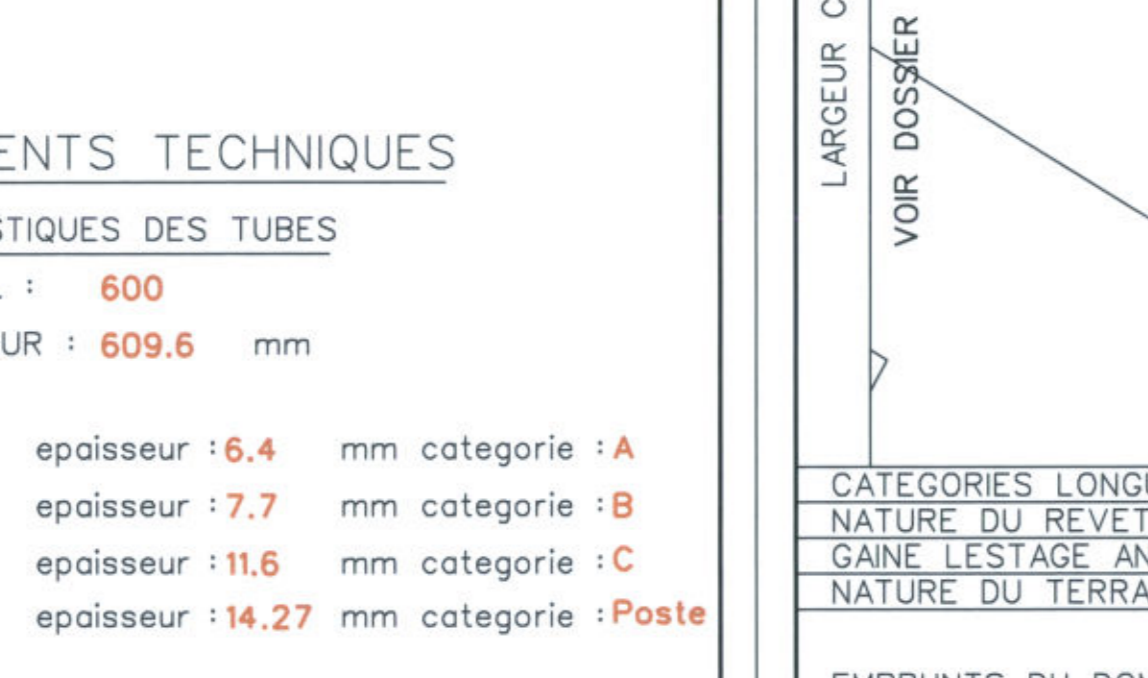 ENTS TECHNIQUES
STIQUES DES TUBES
: 600
UR : 609.6 mm
epaisseur : 6.4 mm categorie : A
epaisseur : 7.7 mm categorie : B
epaisseur : 11.6 mm categorie : C
epaisseur : 14.27 mm categorie : Poste
LARGEUR C
VOIR DOSSIER
CATEGORIES LONGU
NATURE DU REVET
GAINE LESTAGE AN
NATURE DU TERRA